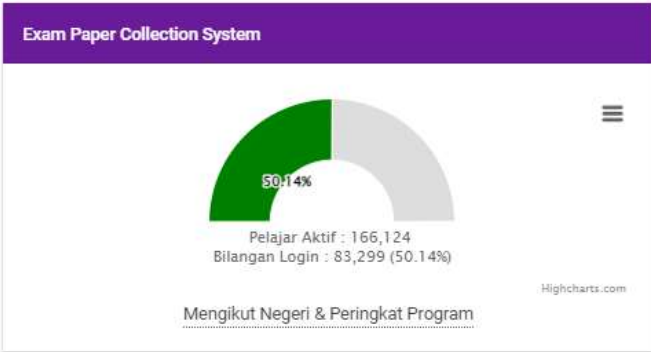 Exam Paper Collection System
50.14%
Pelajar Aktif : 166,124
Bilangan Login : 83,299 (50.14%)
Highcharts.com
Mengikut Negeri & Peringkat Program